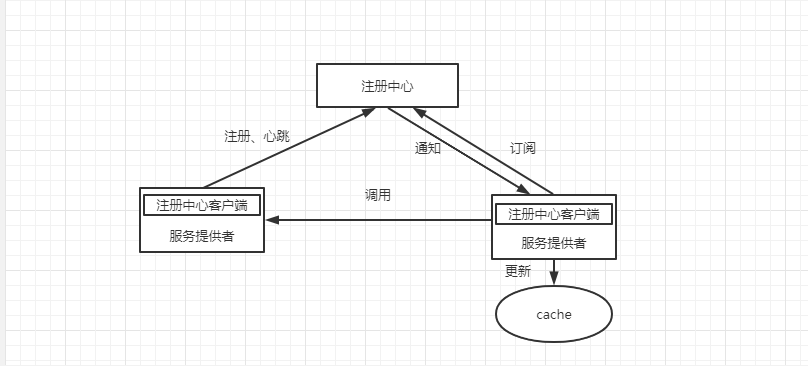 注册中心
注册、心跳
通知
订阅
调用
注册中心客户端
服务提供者
注册中心客户端
服务提供者
更新
cache